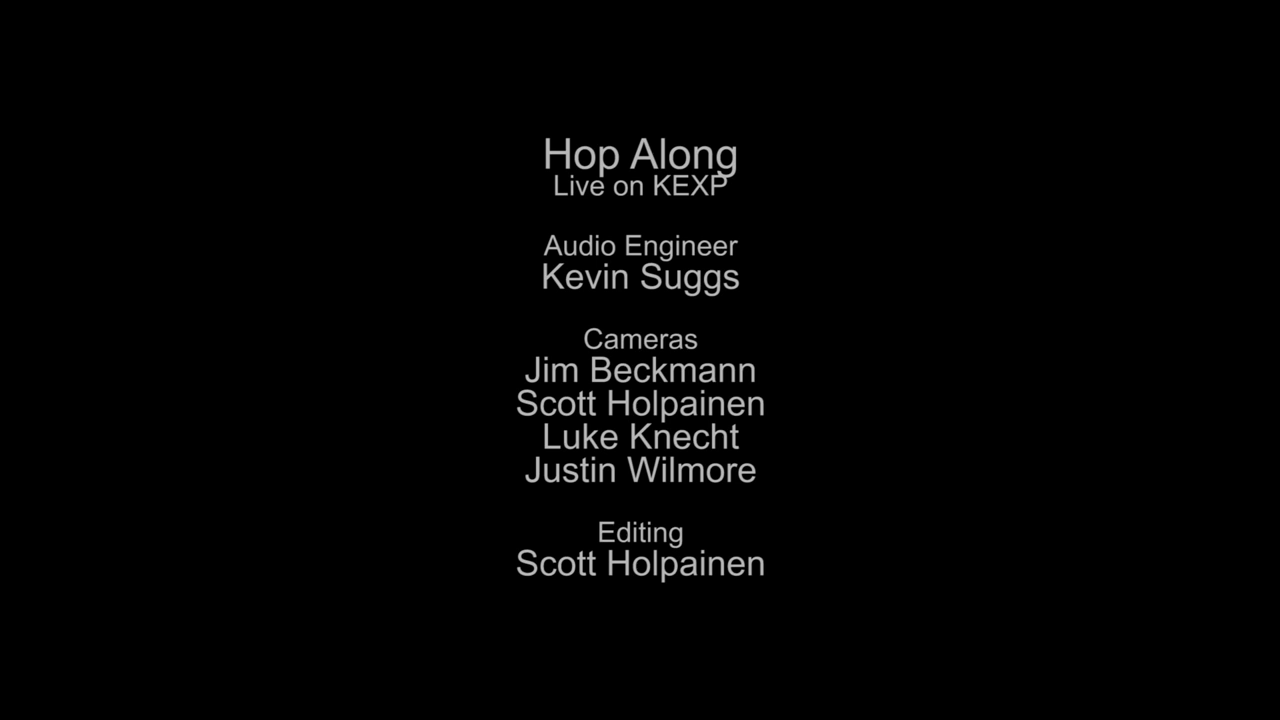 Hop Along
Live on KEXP
Audio Engineer
Kevin Suggs
Cameras
Jim Beckmann
Scott Holpainen
Luke Knecht
Justin Wilmore
Editing
Scott Holpainen